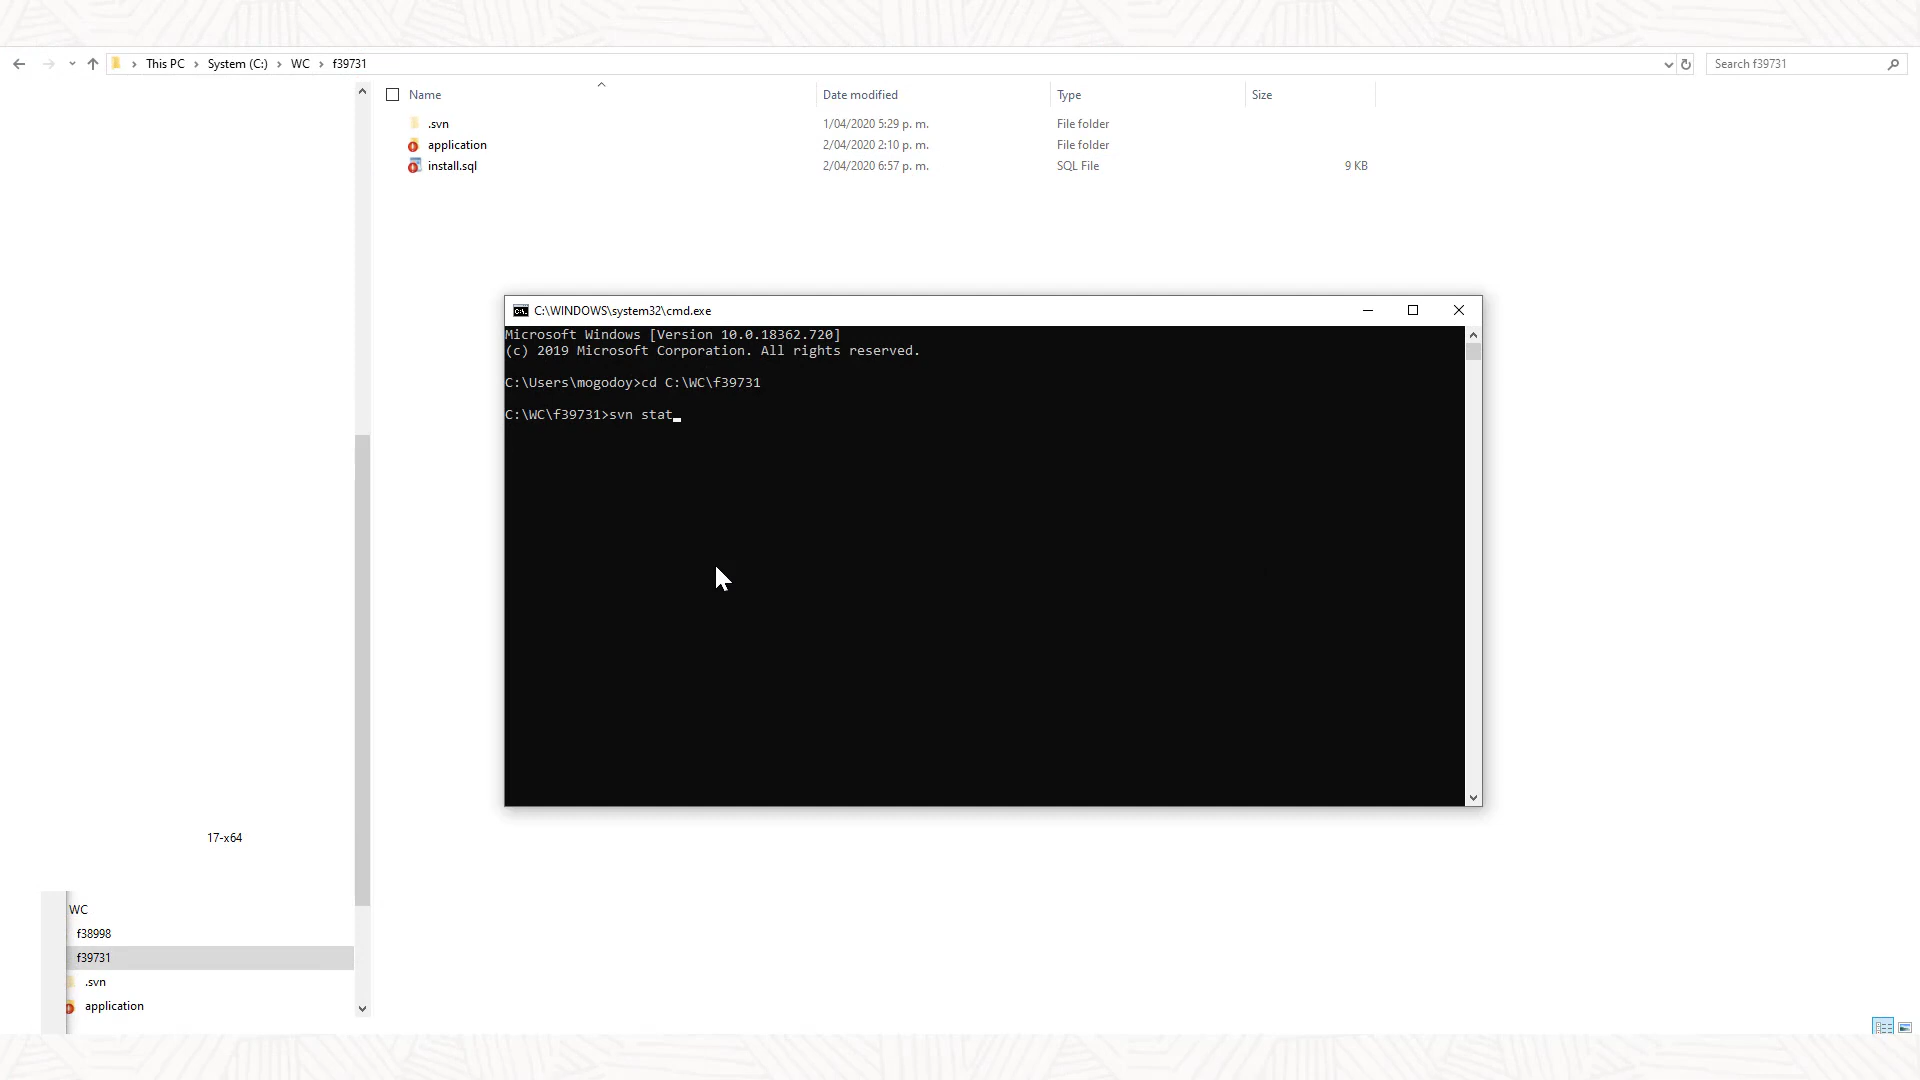 This PC > System (C:) > WC > f39731
Search f39731
Name Date modified Type Size
.svn 1/04/2020 5:29 p. m. File folder
application 2/04/2020 2:10 p. m. File folder
install.sql 2/04/2020 6:57 p. m. SQL File 9 KB
C:\WINDOWS\system32\cmd.exe
Microsoft Windows [Version 10.0.18362.720]
(c) 2019 Microsoft Corporation. All rights reserved.
C:\Users\mogodoy>cd C:\WC\f39731
C:\WC\f39731>svn stat
17-x64
WC
f38998
f39731
.svn
application